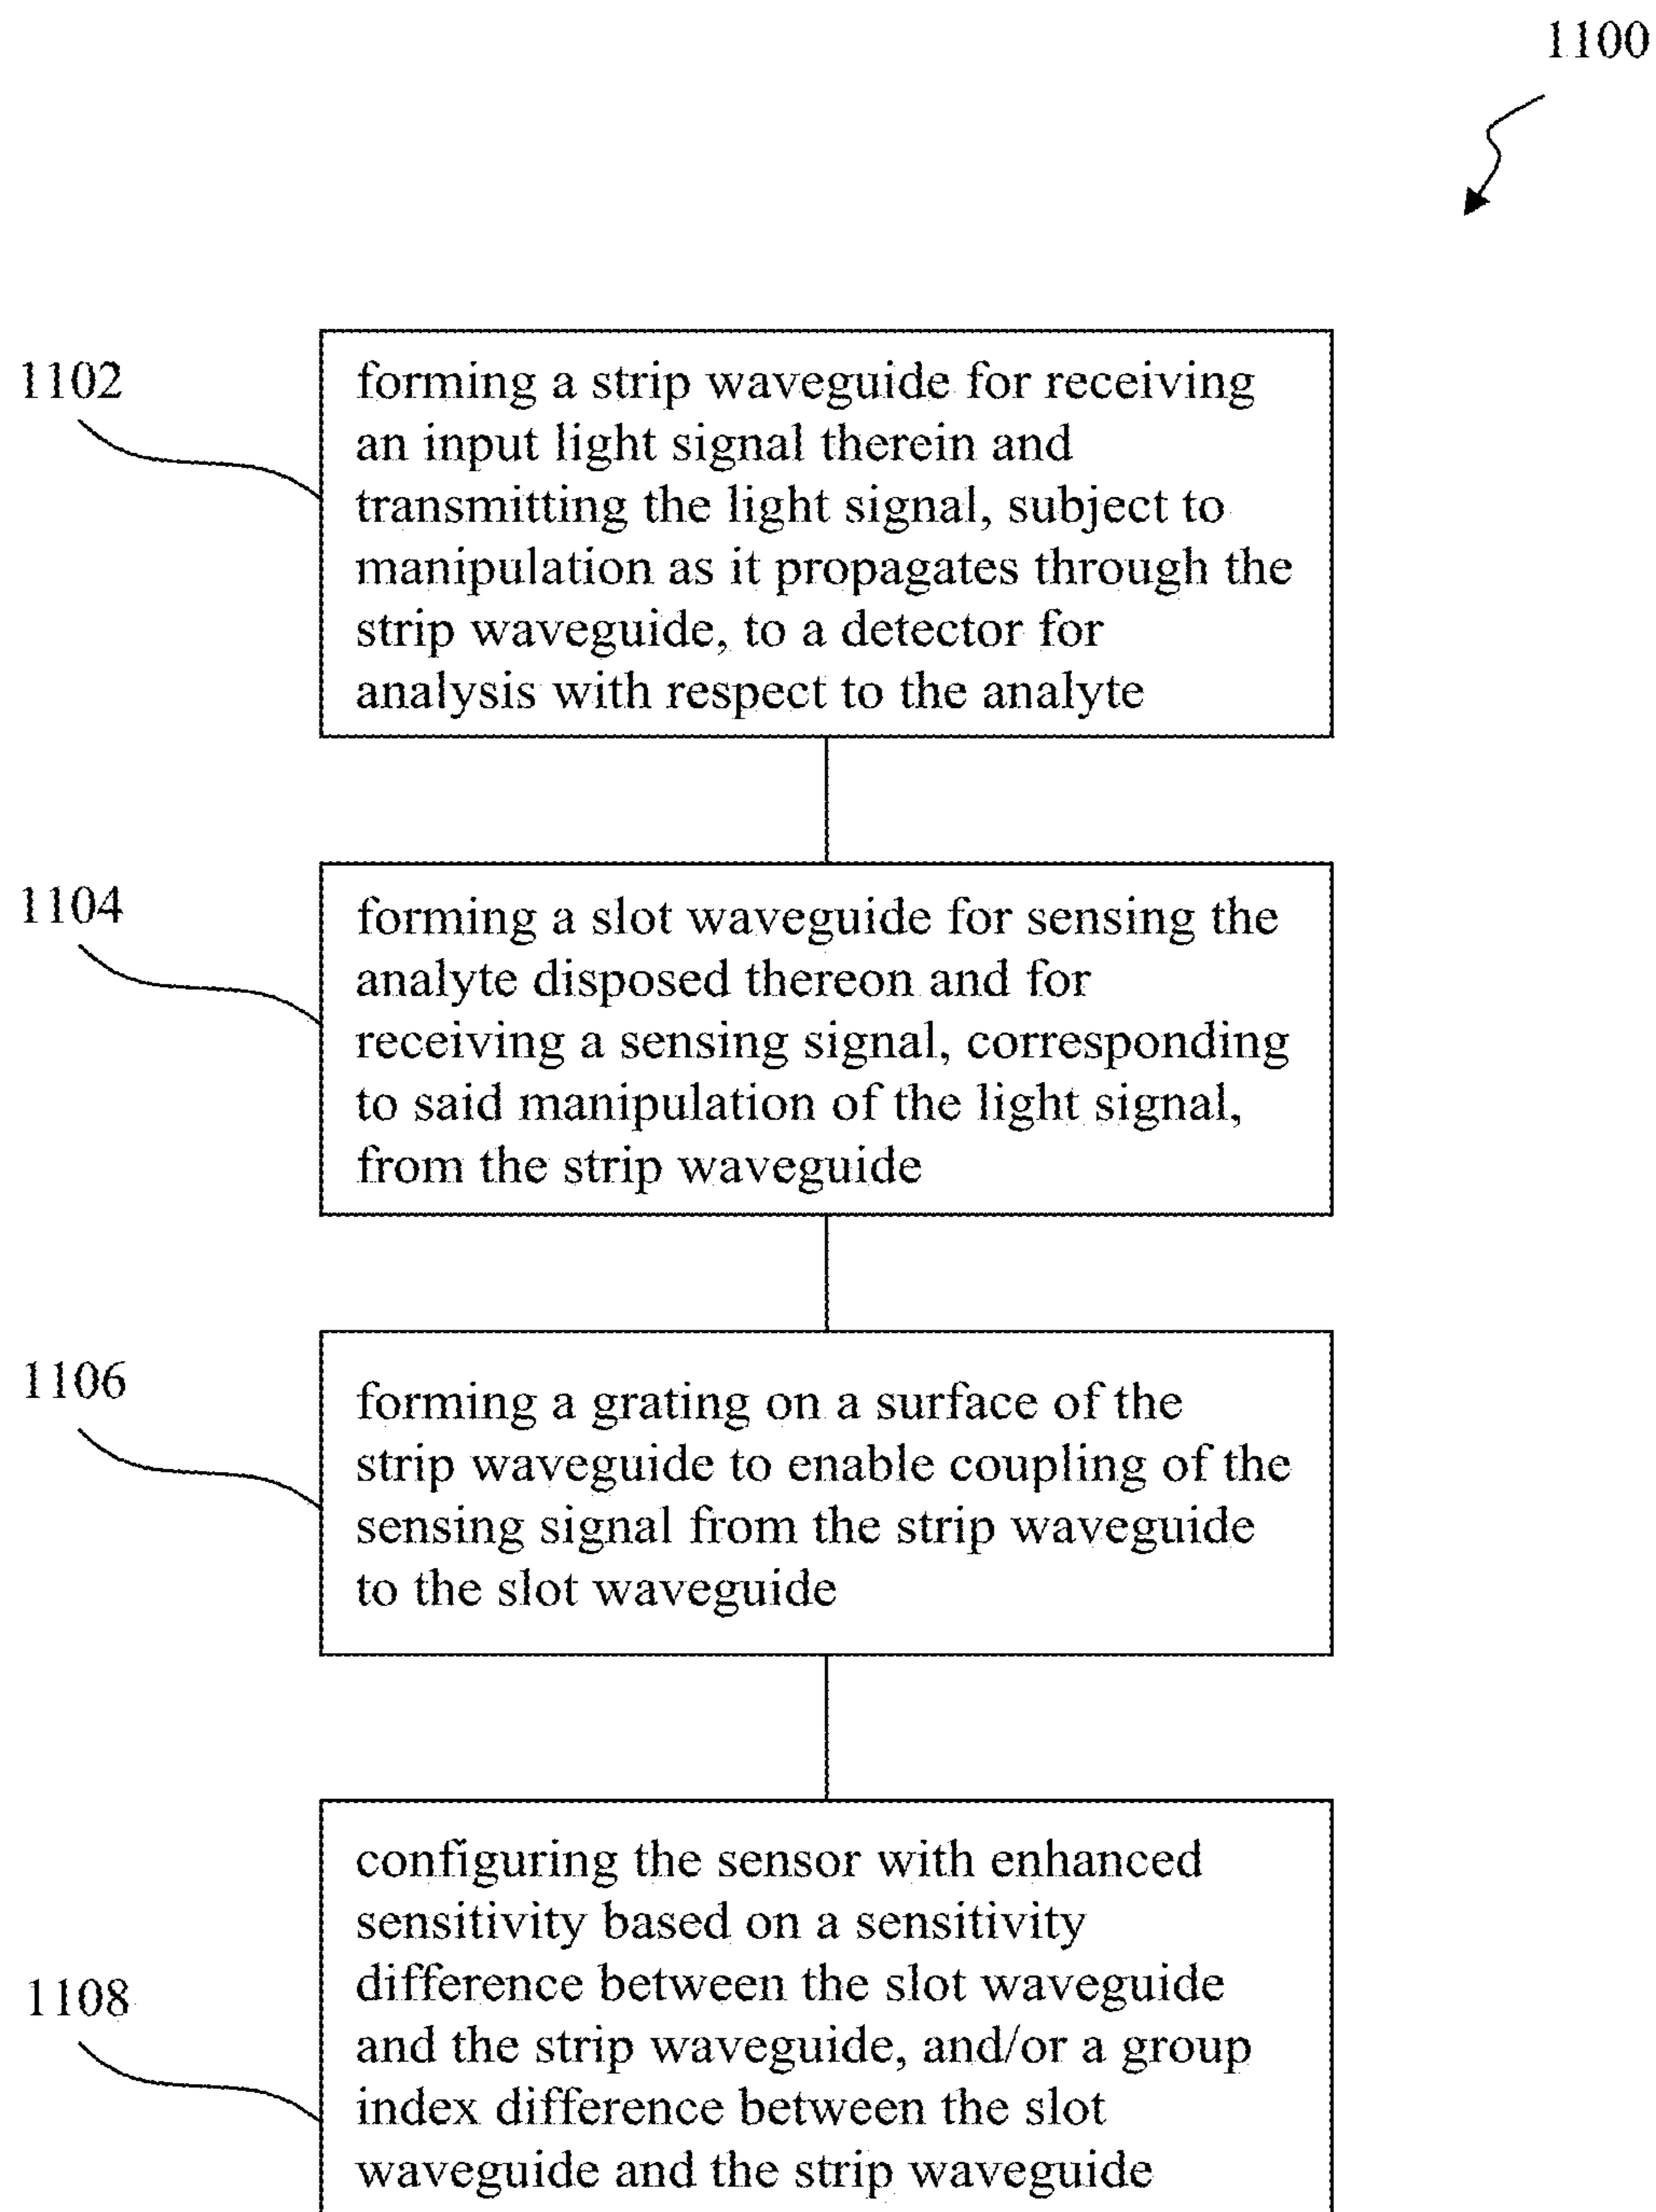 1100
1102
forming a strip waveguide for receiving
an input light signal therein and
transmitting the light signal, subject to
manipulation as it propagates through the
strip waveguide, to a detector for
analysis with respect to the analyte
1104
forming a slot waveguide for sensing the
analyte disposed thereon and for
receiving a sensing signal, corresponding
to said manipulation of the light signal,
from the strip waveguide
1106
forming a grating on a surface of the
strip waveguide to enable coupling of the
sensing signal from the strip waveguide
to the slot waveguide
1108
configuring the sensor with enhanced
sensitivity based on a sensitivity
difference between the slot waveguide
and the strip waveguide, and/or a group
index difference between the slot
waveguide and the strip waveguide